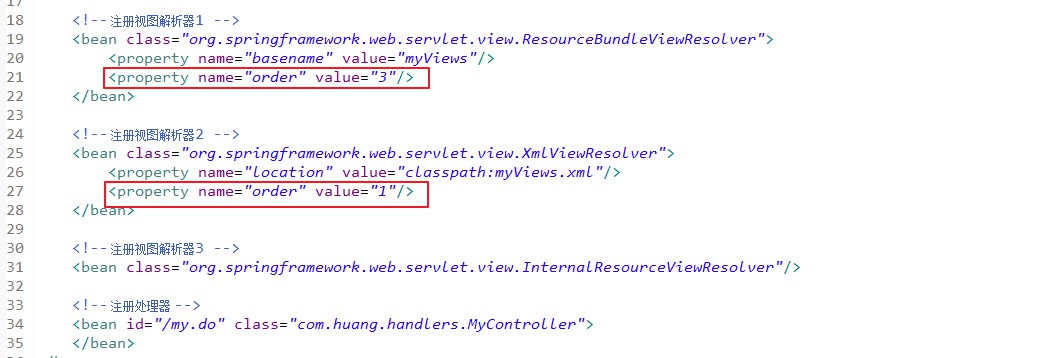 18 <!-- 注册视图解析器1 -->
19 <bean class="org.springframework.web.servlet.view.ResourceBundleViewResolver">
20 <property name="basename" value="myViews"/>
21 <property name="order" value="3"/>
22 </bean>
23
24 <!-- 注册视图解析器2 -->
25 <bean class="org.springframework.web.servlet.view.XmlViewResolver">
26 <property name="location" value="classpath:myViews.xml"/>
27 <property name="order" value="1"/>
28 </bean>
29
30 <!-- 注册视图解析器3 -->
31 <bean class="org.springframework.web.servlet.view.InternalResourceViewResolver"/>
32
33 <!-- 注册处理器 -->
34 <bean id="/my.do" class="com.huang.handlers.MyController">
35 </bean>